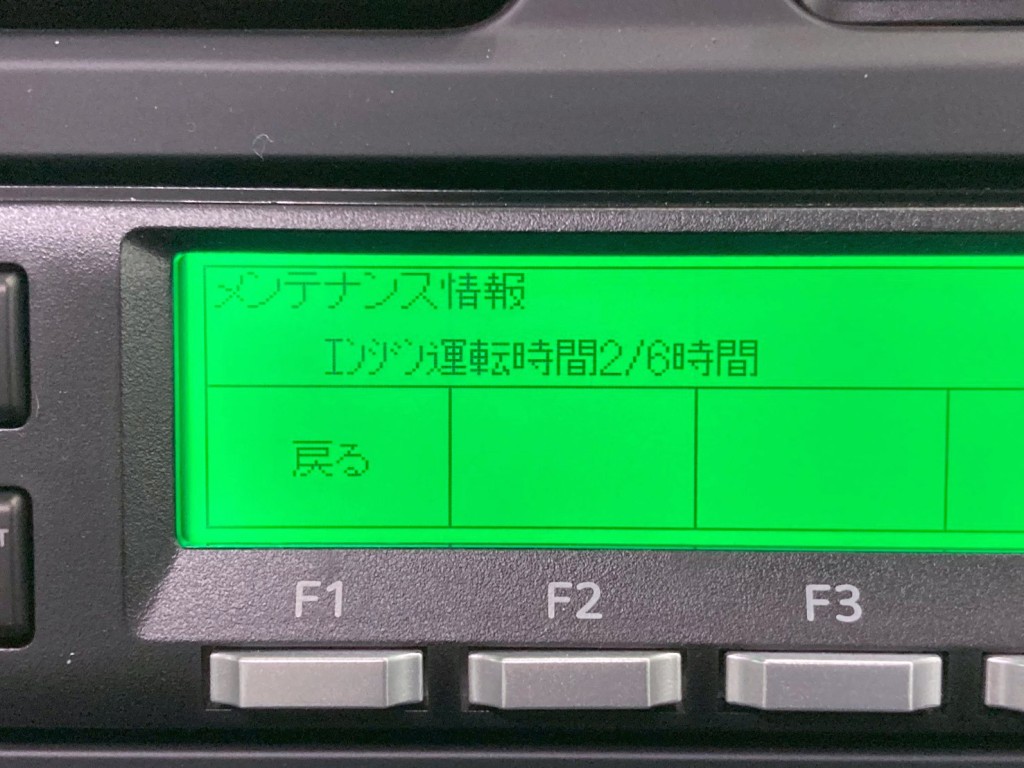 メンテナンス情報
ｴﾝｼﾞﾝ運転時間2/6時間
戻る
F1 F2 F3
T